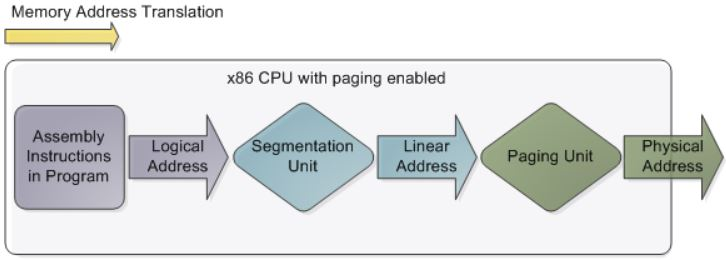 Memory Address Translation
x86 CPU with paging enabled
Assembly
Instructions
in Program
Logical
Address
Segmentation
Unit
Linear
Address
Paging Unit
Physical
Address